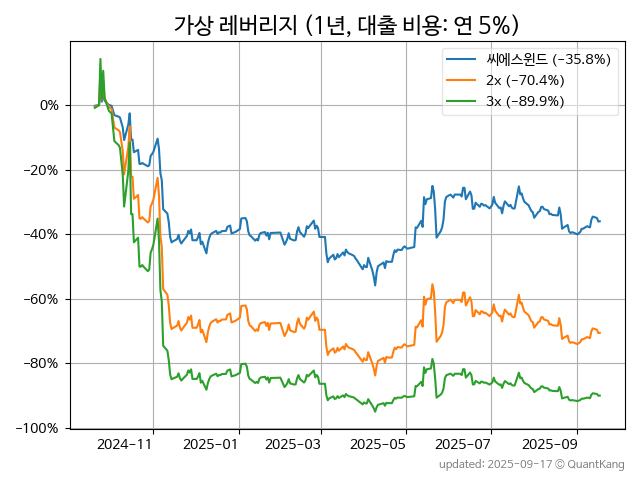 가상 레버리지 (1년, 대출 비용: 연 5%)
씨에스윈드 (−35.8%)
2x (−70.4%)
3x (−89.9%)
0%
−20%
−40%
−60%
−80%
−100%
2024-11 2025-01 2025-03 2025-05 2025-07 2025-09
updated: 2025-09-17 © QuantKang